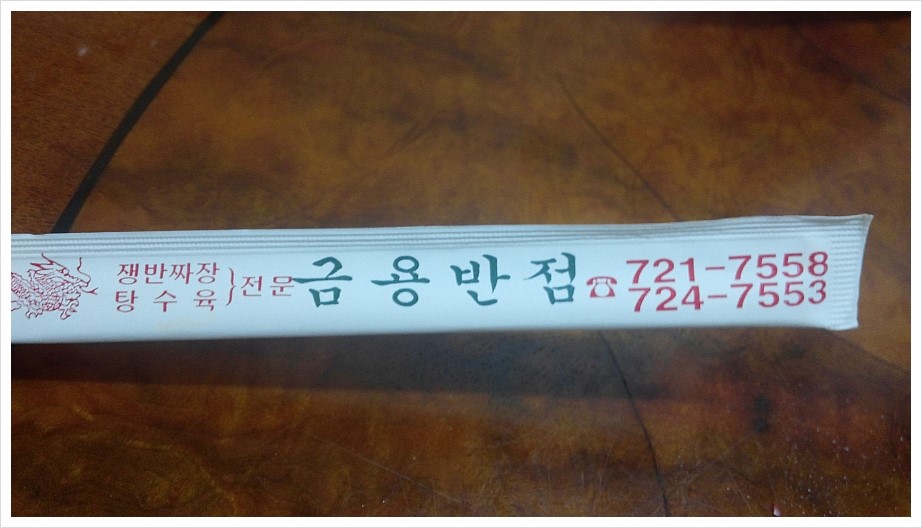 쟁반짜장
탕수육
} 전문
금용반점
☎ 721-7558
724-7553